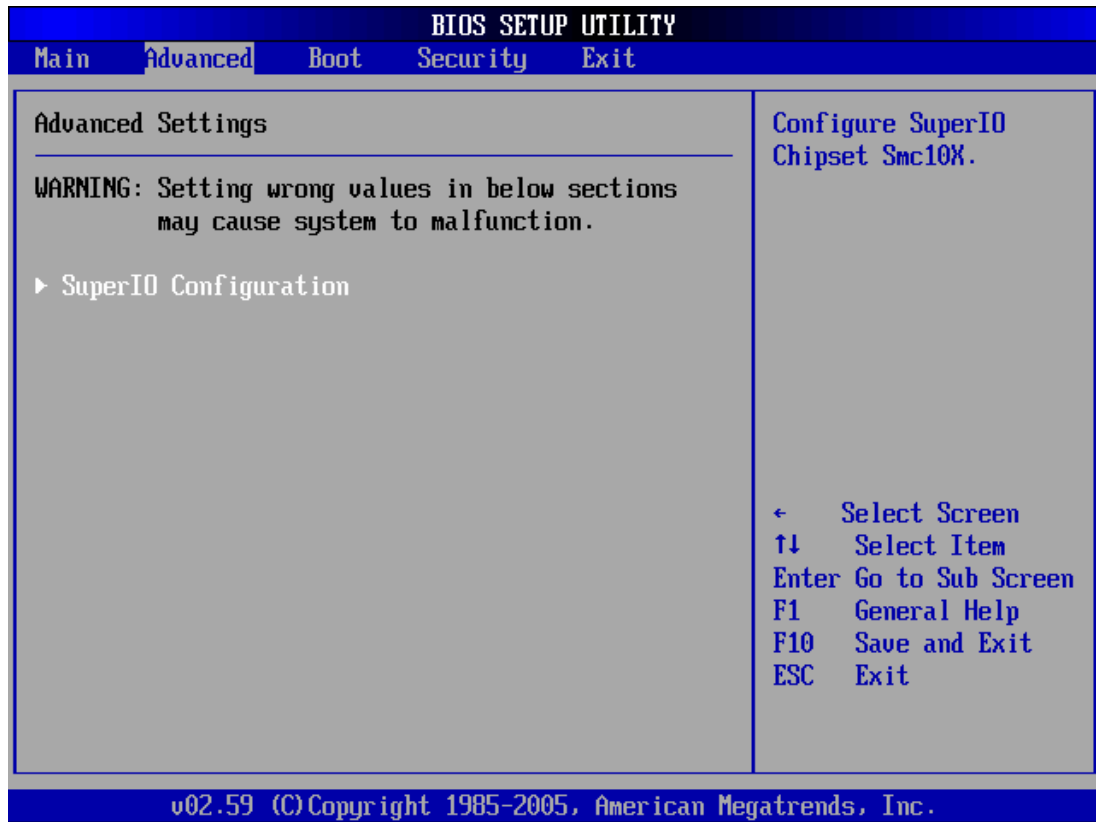 BIOS SETUP UTILITY
Main Advanced Boot Security Exit
Advanced Settings
WARNING: Setting wrong values in below sections
may cause system to malfunction.
SuperIO Configuration
Configure SuperIO
Chipset Smc10X.
← Select Screen
↑↓ Select Item
Enter Go to Sub Screen
F1 General Help
F10 Save and Exit
ESC Exit
v02.59 (C)Copyright 1985-2005, American Megatrends, Inc.